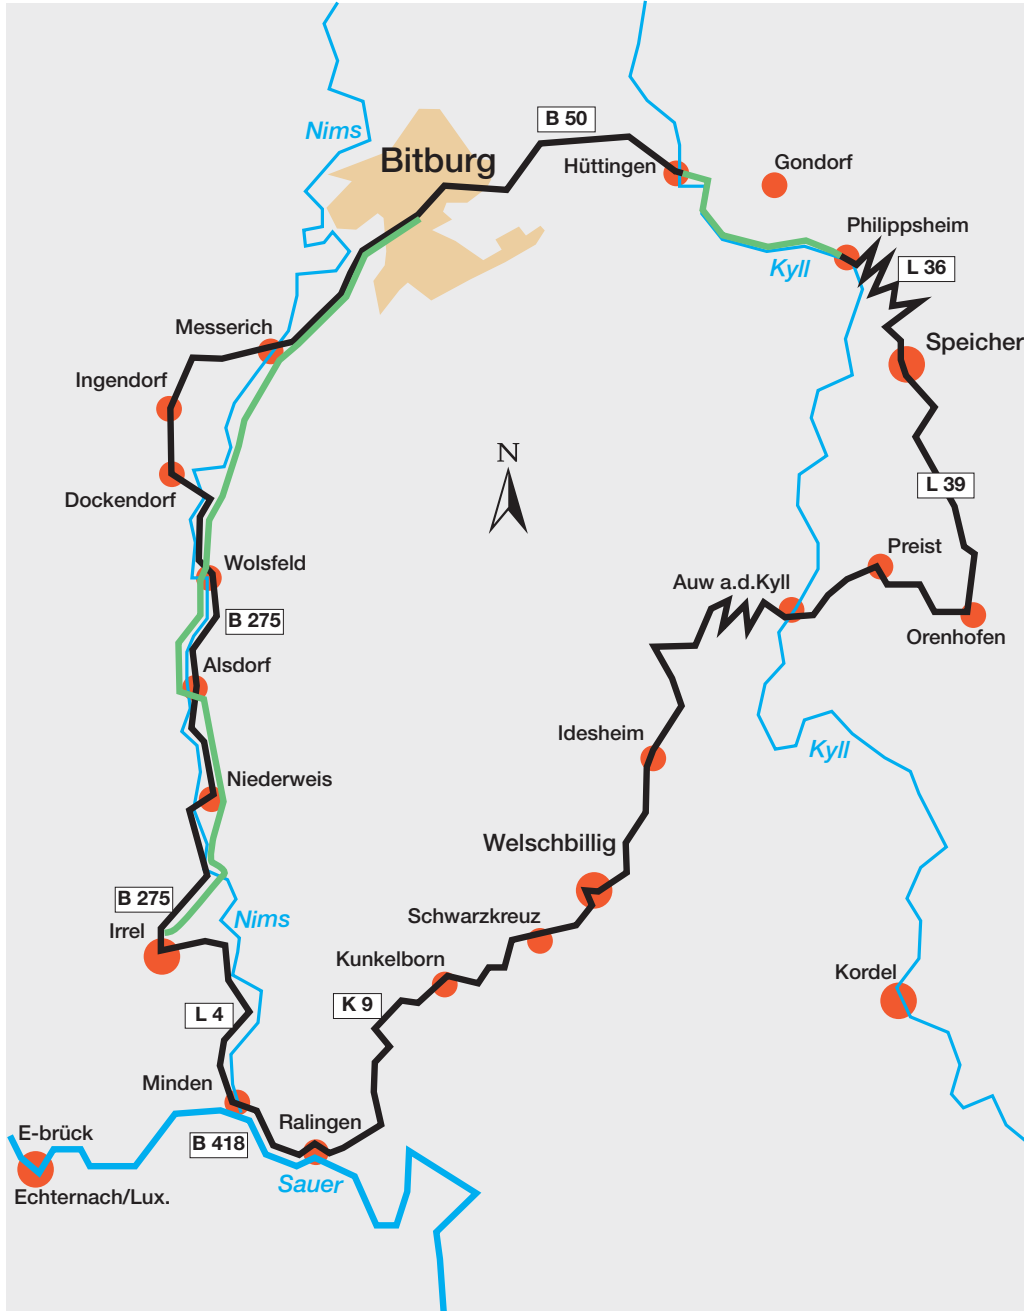 B 50
Nims
Bitburg
Hüttingen
Gondorf
Philippsheim
Kyll
L 36
Messerich
Speicher
Ingendorf
N
Dockendorf
L 39
Wolsfeld
Preist
Auw a.d.Kyll
B 275
Orenhofen
Alsdorf
Idesheim
Kyll
Niederweis
Welschbillig
B 275
Irrel
Nims
Schwarzkreuz
Kunkelborn
Kordel
L 4
K 9
Minden
Ralingen
E-brück
B 418
Sauer
Echternach/Lux.